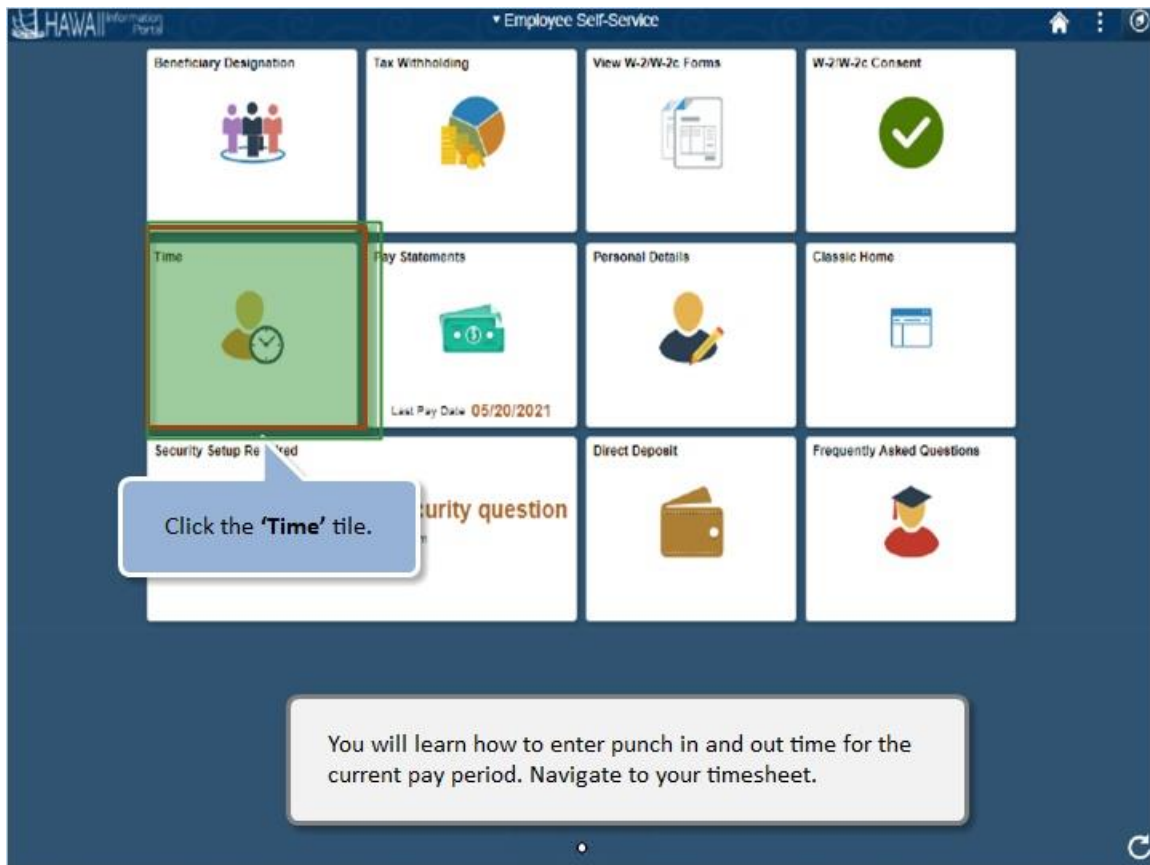 HAWAII Information
Portal
▾ Employee Self-Service
Beneficiary Designation
Tax Withholding
View W-2/W-2c Forms
W-2/W-2c Consent
Time
Pay Statements
Last Pay Date 05/20/2021
Personal Details
Classic Home
Security Setup
curity question
Direct Deposit
Frequently Asked Questions
Click the ‘Time’ tile.
You will learn how to enter punch in and out time for the
current pay period. Navigate to your timesheet.